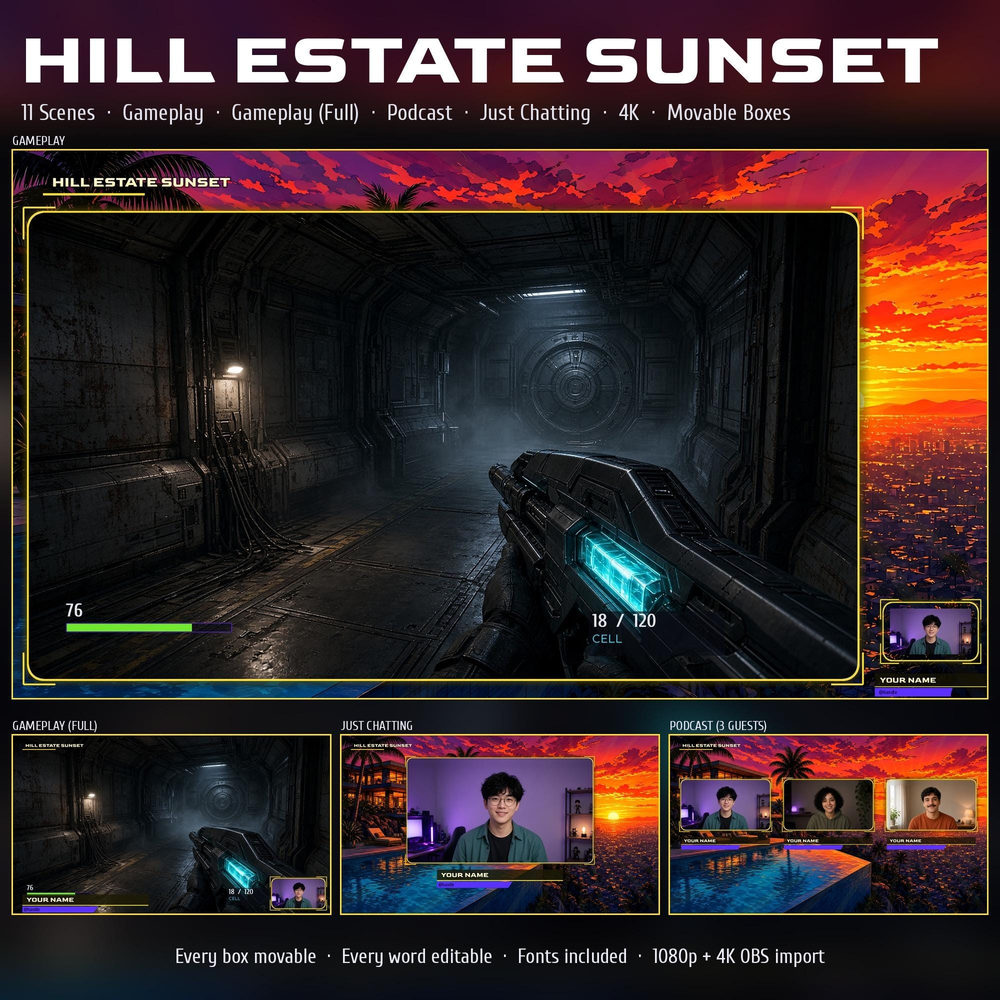 HILL ESTATE SUNSET
11 Scenes · Gameplay · Gameplay (Full) · Podcast · Just Chatting · 4K · Movable Boxes
GAMEPLAY
HILL ESTATE SUNSET
76
18 / 120
CELL
YOUR NAME
@handle
GAMEPLAY (FULL)
JUST CHATTING
PODCAST (3 GUESTS)
HILL ESTATE SUNSET
HILL ESTATE SUNSET
HILL ESTATE SUNSET
76
18 / 120
CELL
YOUR NAME
YOUR NAME
@handle
YOUR NAME
YOUR NAME
YOUR NAME
Every box movable · Every word editable · Fonts included · 1080p + 4K OBS import